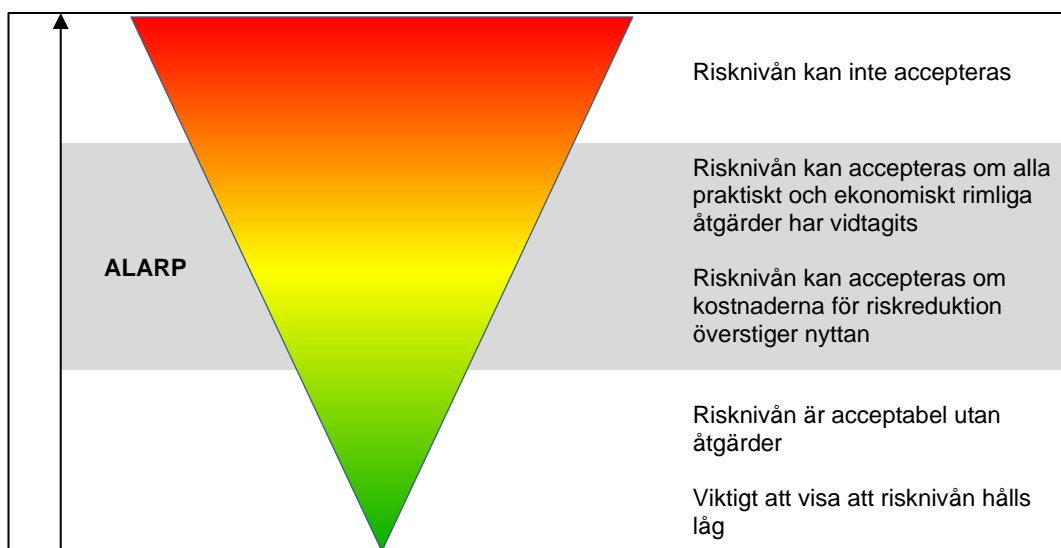 Risknivån kan inte accepteras
Risknivån kan accepteras om alla
praktiskt och ekonomiskt rimliga
åtgärder har vidtagits
ALARP
Risknivån kan accepteras om
kostnaderna för riskreduktion
överstiger nyttan
Risknivån är acceptabel utan
åtgärder
Viktigt att visa att risknivån hålls
låg